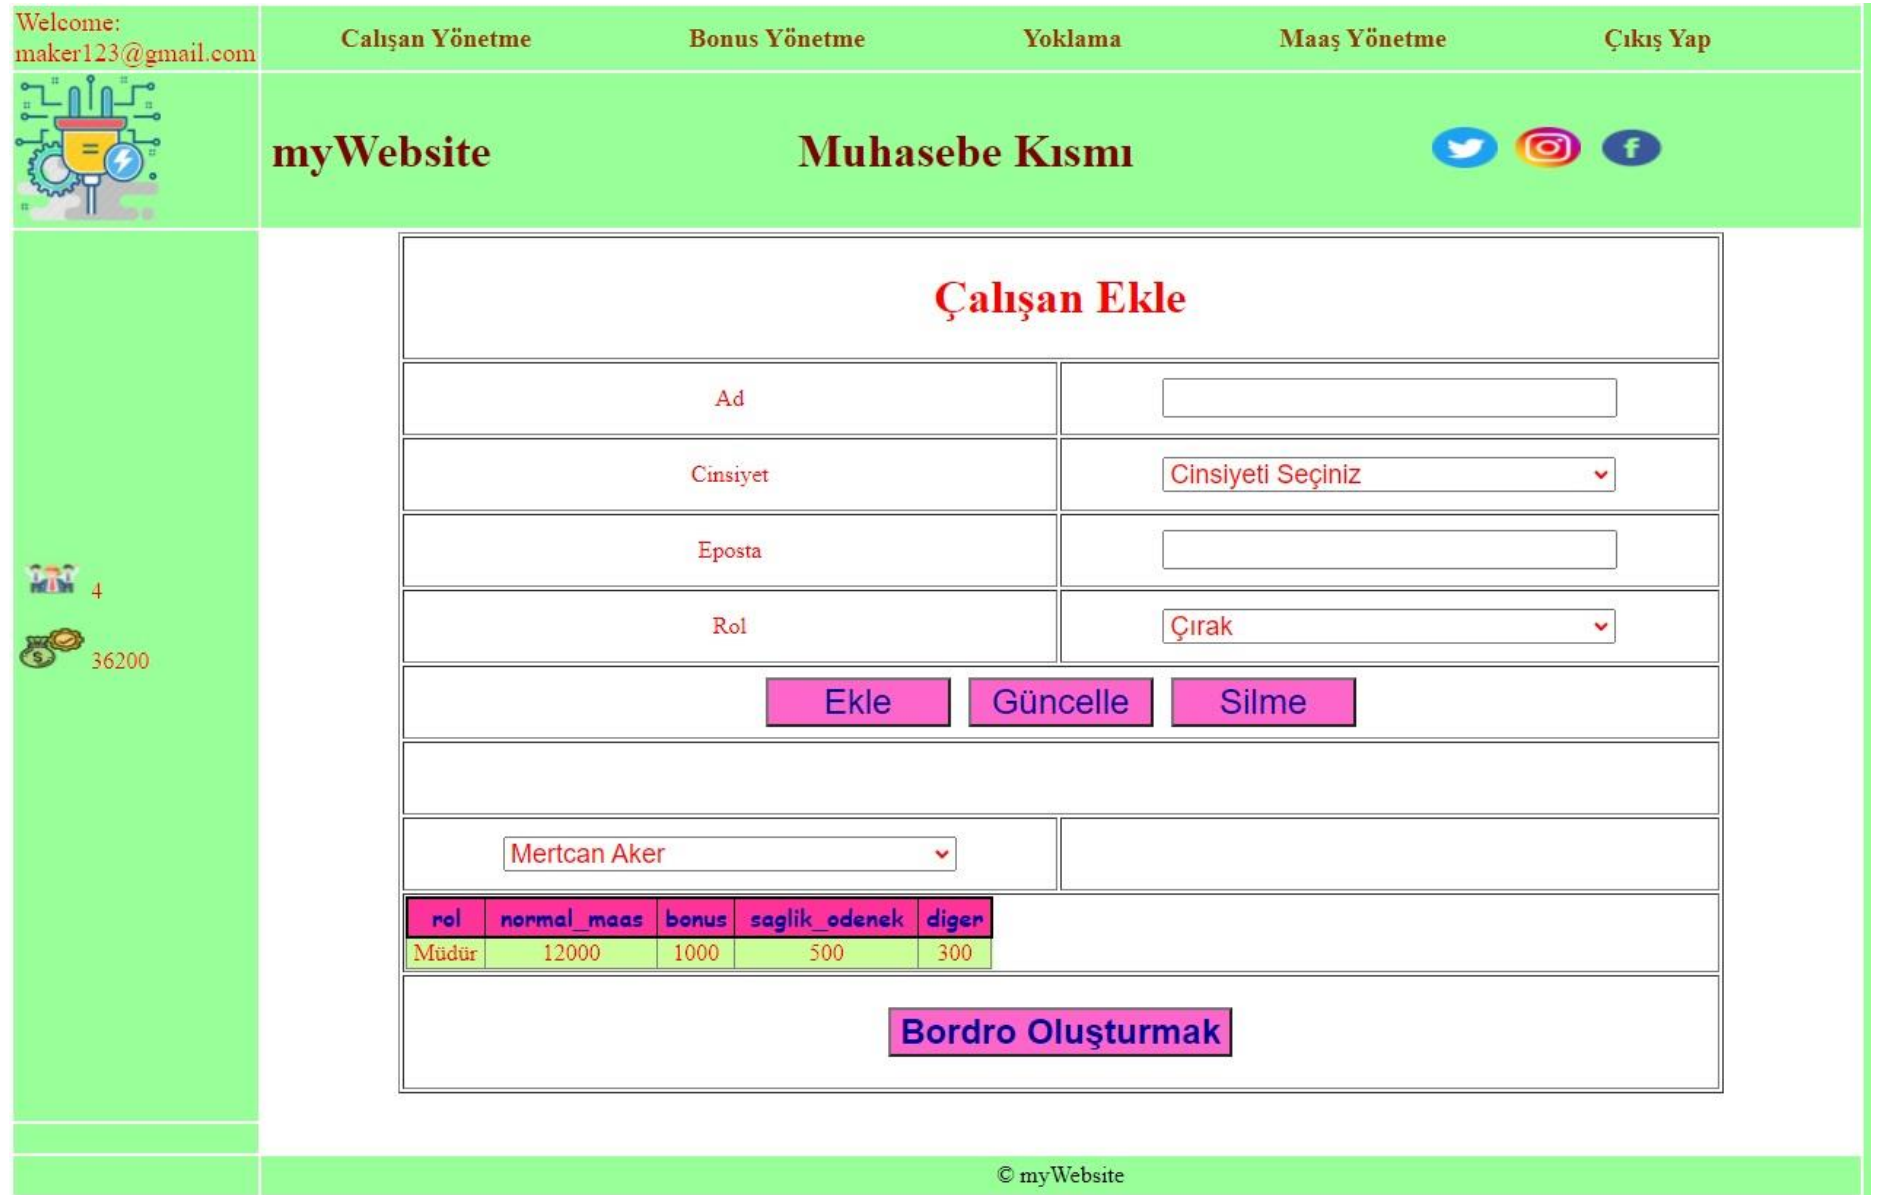 Welcome:
maker123@gmail.com
Calışan Yönetme Bonus Yönetme Yoklama Maaş Yönetme Çıkış Yap
myWebsite Muhasebe Kısmı
Çalışan Ekle
Ad
Cinsiyet Cinsiyeti Seçiniz
Eposta
4
Rol Çırak
36200
Ekle Güncelle Silme
Mertcan Aker
rol normal_maas bonus saglik_odenek diger
Müdür 12000 1000 500 300
Bordro Oluşturmak
© myWebsite